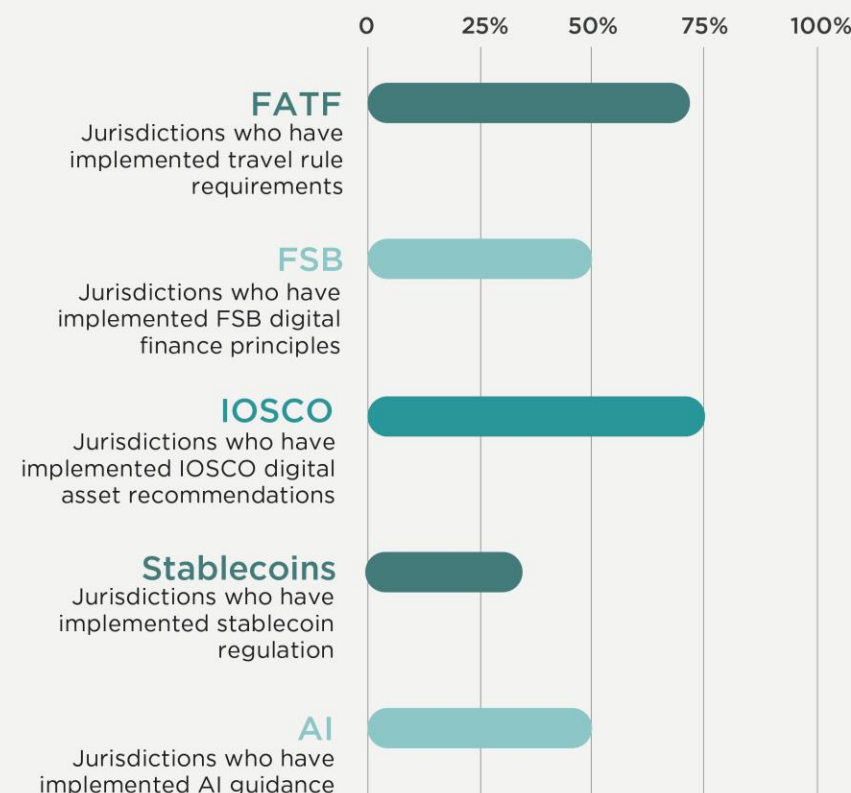 0 25% 50% 75% 100%
FATF
Jurisdictions who have
implemented travel rule
requirements
FSB
Jurisdictions who have
implemented FSB digital
finance principles
IOSCO
Jurisdictions who have
implemented IOSCO digital
asset recommendations
Stablecoins
Jurisdictions who have
implemented stablecoin
regulation
AI
Jurisdictions who have
implemented AI guidance